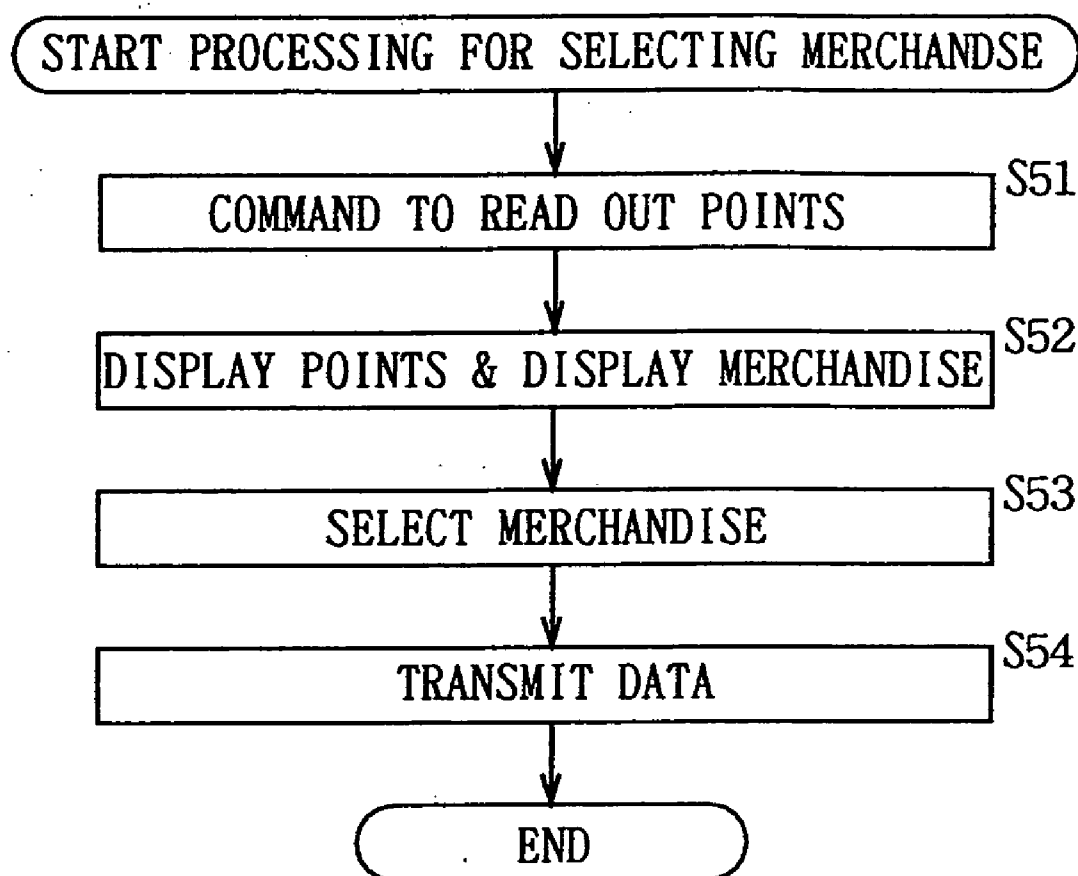 START PROCESSING FOR SELECTING MERCHANDSE
S51
COMMAND TO READ OUT POINTS
S52
DISPLAY POINTS & DISPLAY MERCHANDISE
S53
SELECT MERCHANDISE
S54
TRANSMIT DATA
END